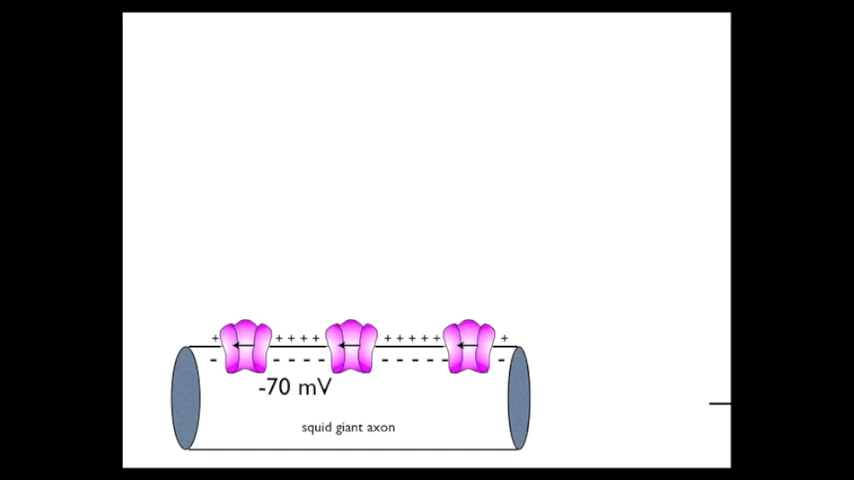 + ++++ +++++ +
- ---- ----- -
-70 mV
squid giant axon